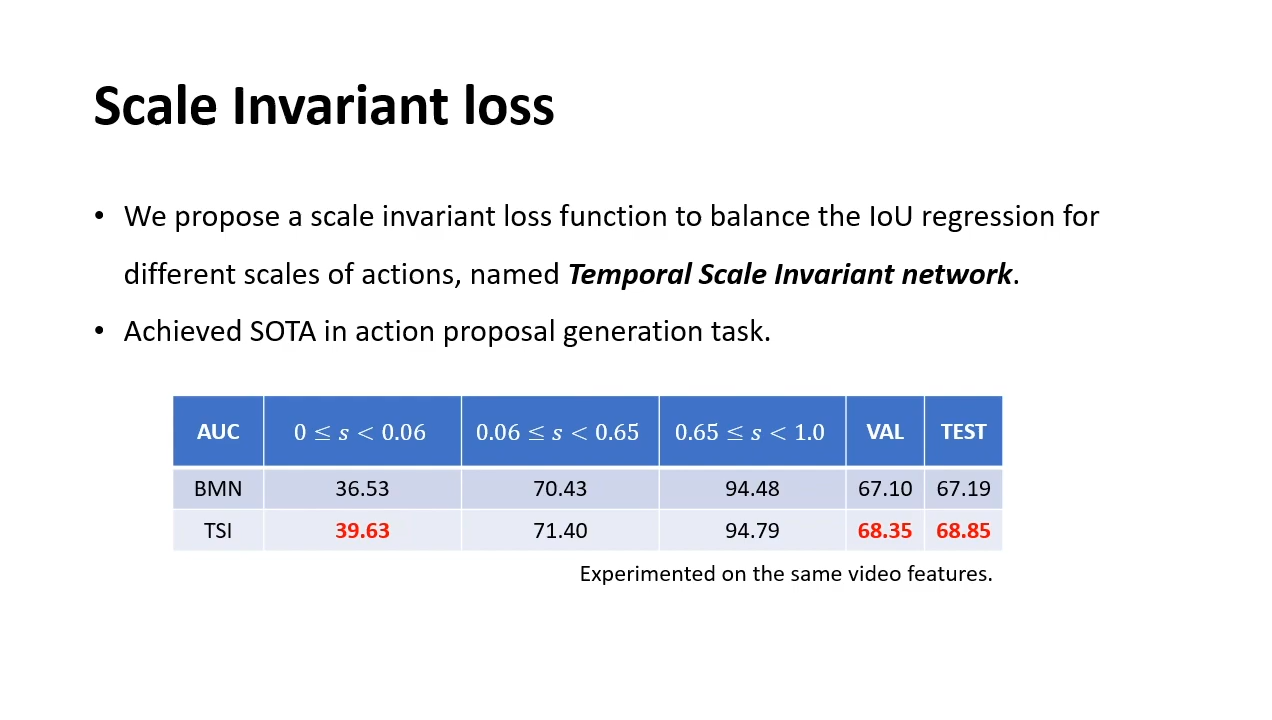 Scale Invariant loss
• We propose a scale invariant loss function to balance the IoU regression for
different scales of actions, named Temporal Scale Invariant network.
• Achieved SOTA in action proposal generation task.
AUC 0 ≤ s < 0.06 0.06 ≤ s < 0.65 0.65 ≤ s < 1.0 VAL TEST
BMN 36.53 70.43 94.48 67.10 67.19
TSI 39.63 71.40 94.79 68.35 68.85
Experimented on the same video features.